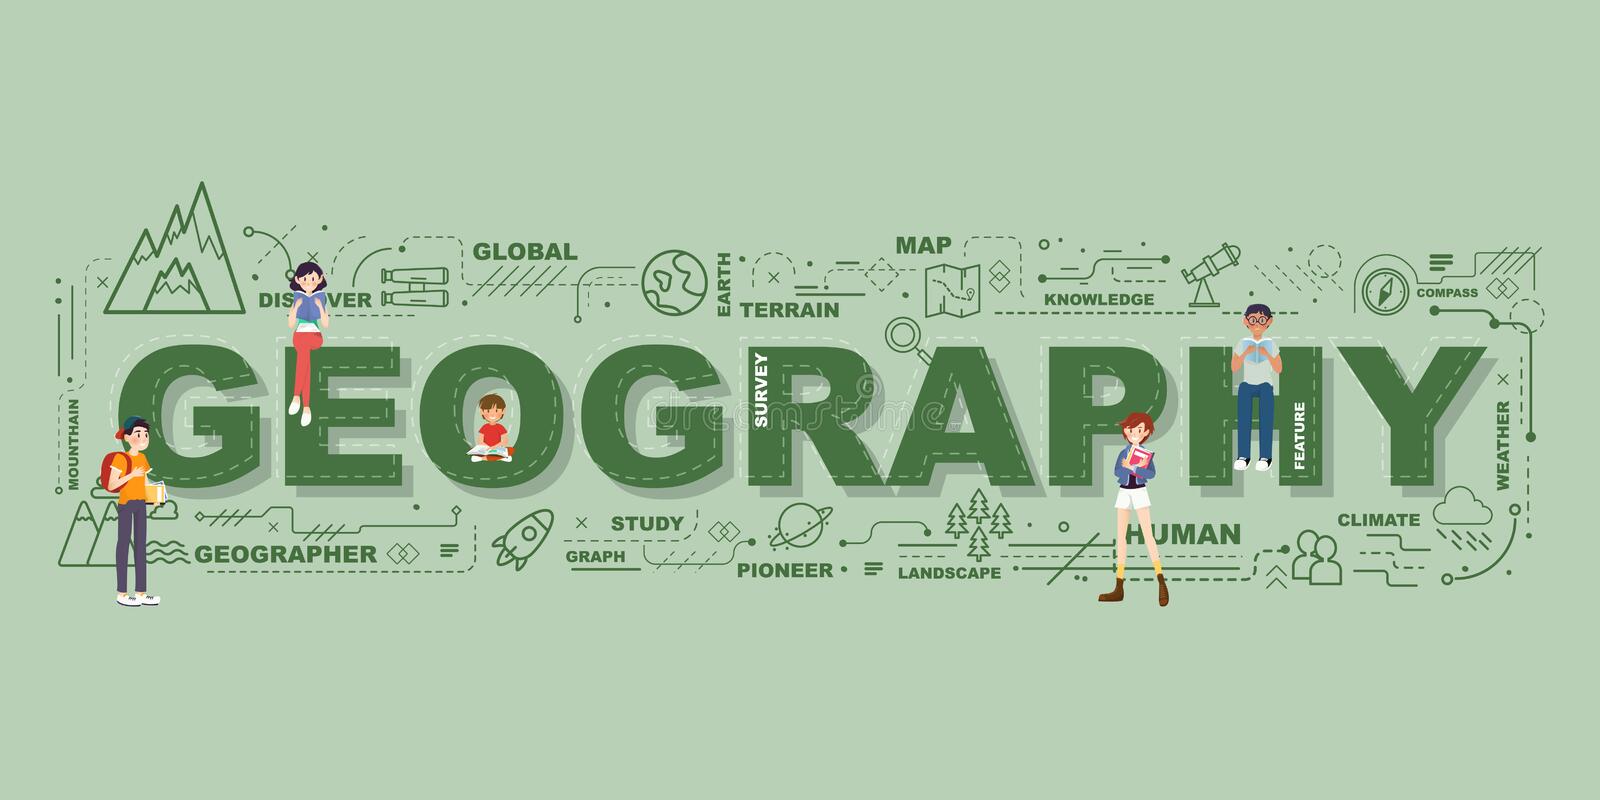 GLOBAL
MAP
EARTH
DISCOVER
TERRAIN
KNOWLEDGE
COMPASS
GEOGRAPHY
SURVEY
FEATURE
MOUNTHAIN
WEATHER
GEOGRAPHER
STUDY
GRAPH
PIONEER
LANDSCAPE
HUMAN
CLIMATE
dreamstime